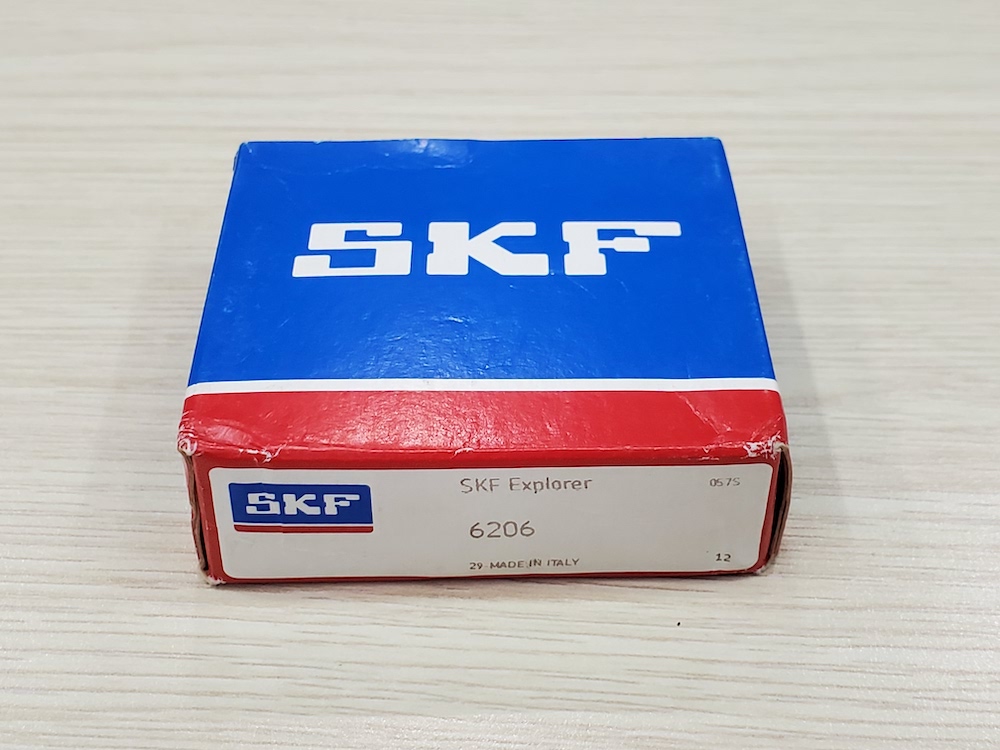 SKF
SKF
SKF Explorer
0575
6206
29 MADE IN ITALY
12